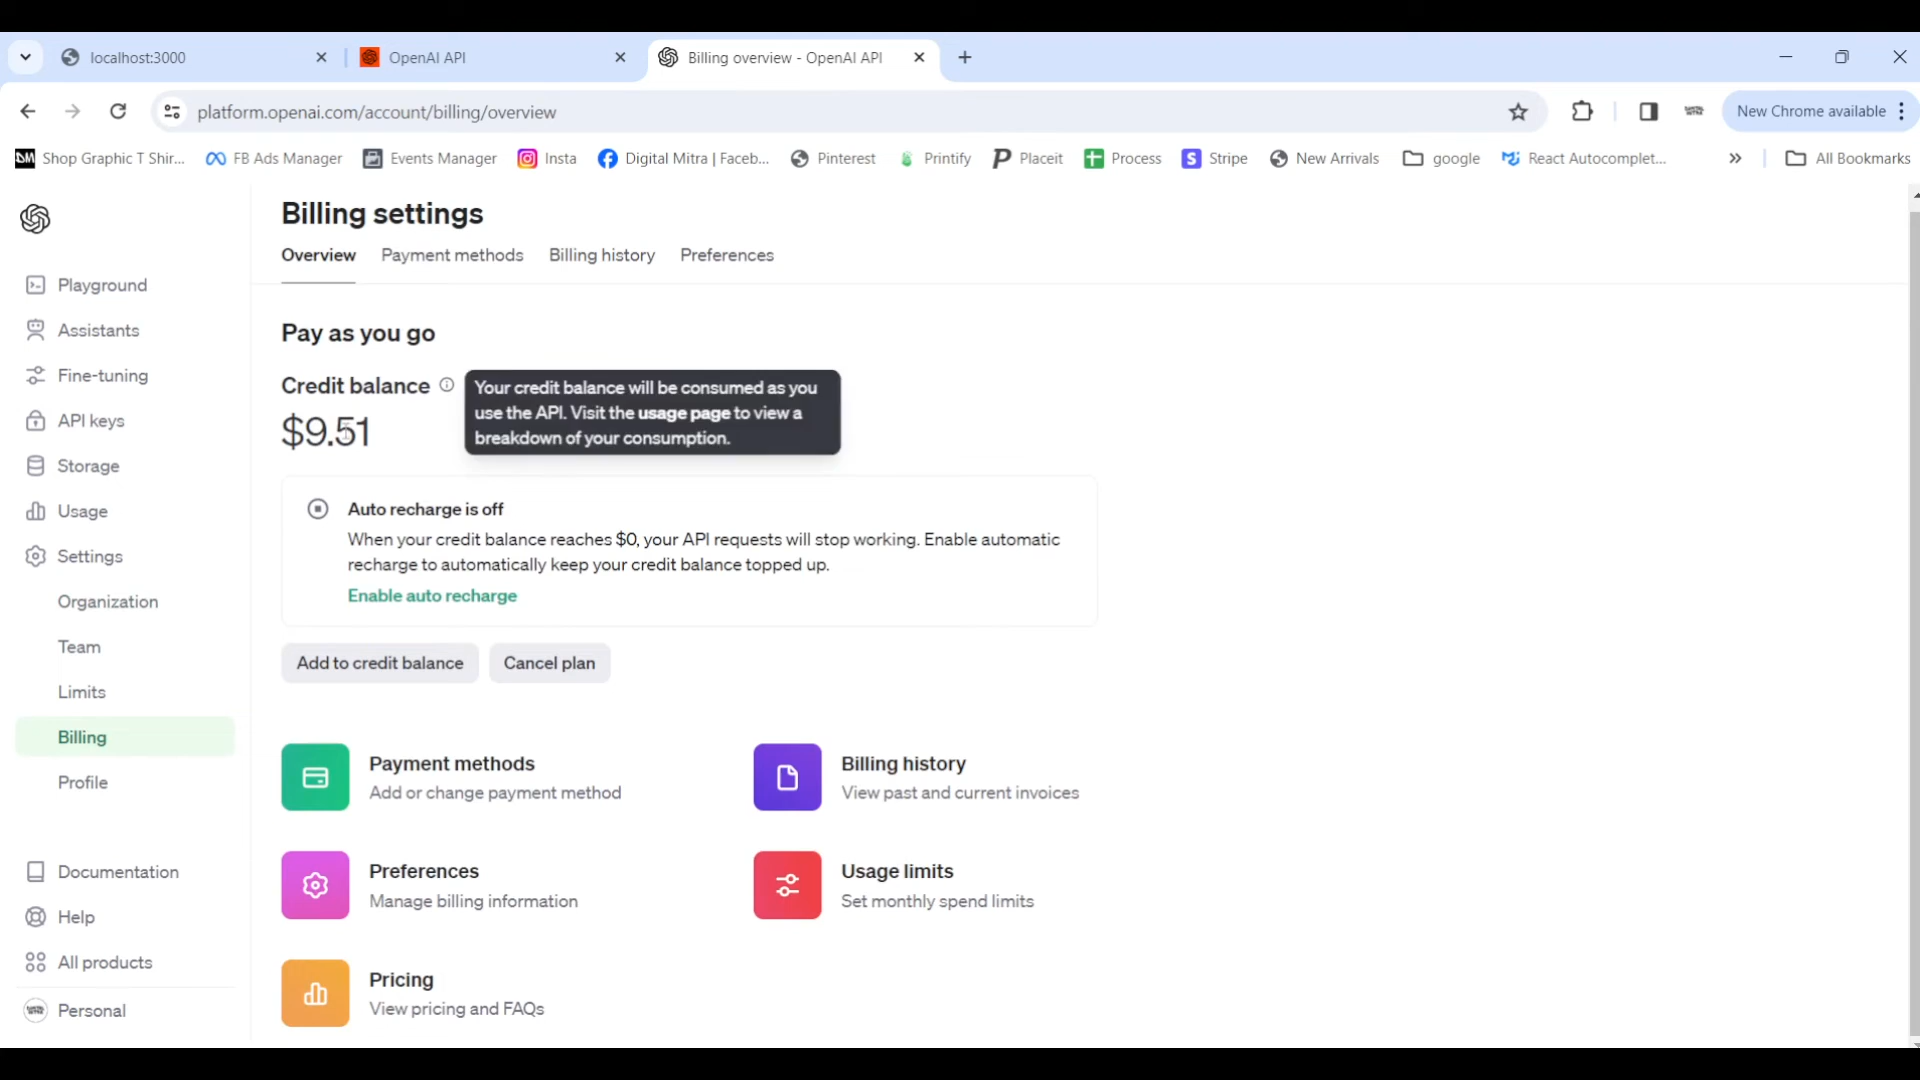 localhost:3000
OpenAI API
Billing overview - OpenAI API
platform.openai.com/account/billing/overview
New Chrome available
DM
Shop Graphic T Shir...
FB Ads Manager
Events Manager
Insta
Digital Mitra | Faceb...
Pinterest
Printify
Placeit
Process
S
Stripe
New Arrivals
google
React Autocomplet...
All Bookmarks
Billing settings
Overview
Payment methods
Billing history
Preferences
Playground
Assistants
Fine-tuning
API keys
Storage
Usage
Settings
Organization
Team
Limits
Billing
Profile
Documentation
Help
All products
Personal
Pay as you go
Credit balance
$9.51
Your credit balance will be consumed as you
use the API. Visit the usage page to view a
breakdown of your consumption.
Auto recharge is off
When your credit balance reaches $0, your API requests will stop working. Enable automatic
recharge to automatically keep your credit balance topped up.
Enable auto recharge
Add to credit balance
Cancel plan
Payment methods
Add or change payment method
Billing history
View past and current invoices
Preferences
Manage billing information
Usage limits
Set monthly spend limits
Pricing
View pricing and FAQs